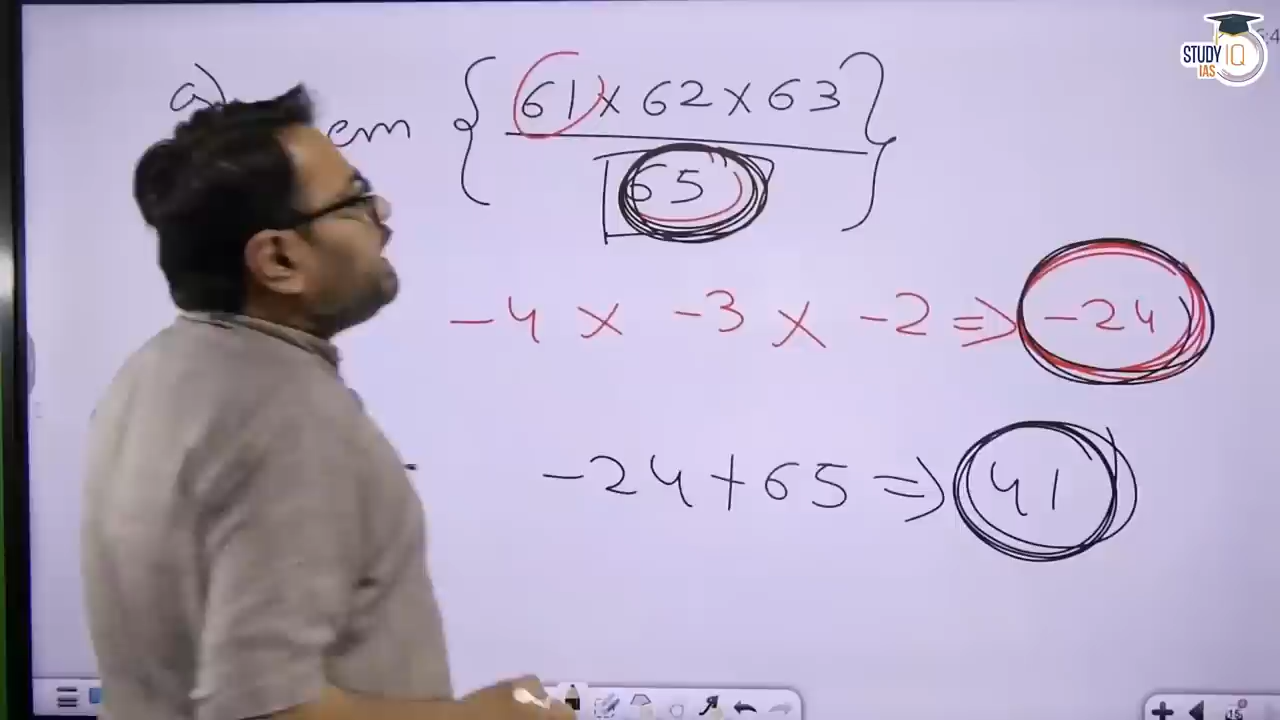 STUDY IQ
IAS
a) em { 61 x 62 x 63 }
65
-4 x -3 x -2 => -24
-24 + 65 => 41